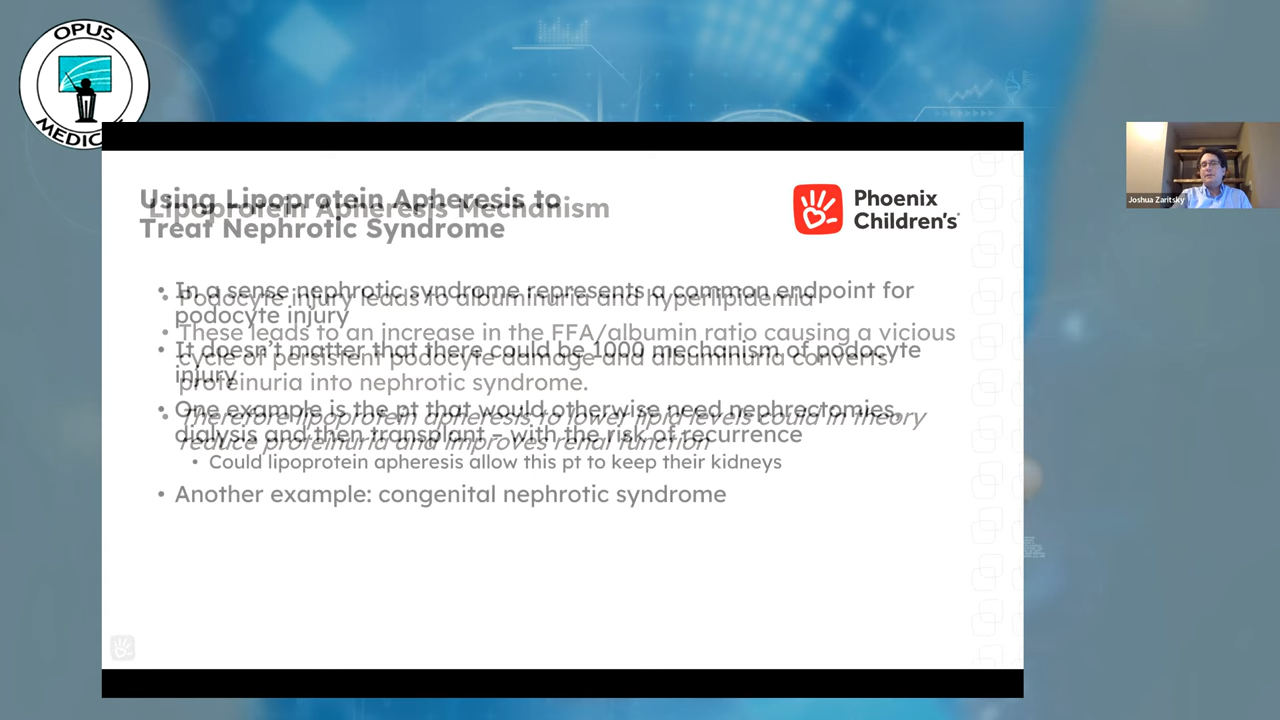 OPUS
MEDIC
Using Lipoprotein Apheresis to
Treat Nephrotic Syndrome
Lipoprotein Apheresis Mechanism
Phoenix
Children's
• In a sense nephrotic syndrome represents a common endpoint for
podocyte injury
• It doesn't matter that there could be 1000 mechanism of podocyte
injury
• One example is the pt that would otherwise need nephrectomies,
dialysis and then transplant – with the risk of recurrence
• Could lipoprotein apheresis allow this pt to keep their kidneys
• Another example: congenital nephrotic syndrome
• Podocyte injury leads to albuminuria and hyperlipidemia
• These leads to an increase in the FFA/albumin ratio causing a vicious
cycle of persistent podocyte damage and albuminuria converts
proteinuria into nephrotic syndrome.
• Therefore lipoprotein apheresis to lower lipid levels could in theory
reduce proteinuria and improves renal function
Joshua Zaritsky